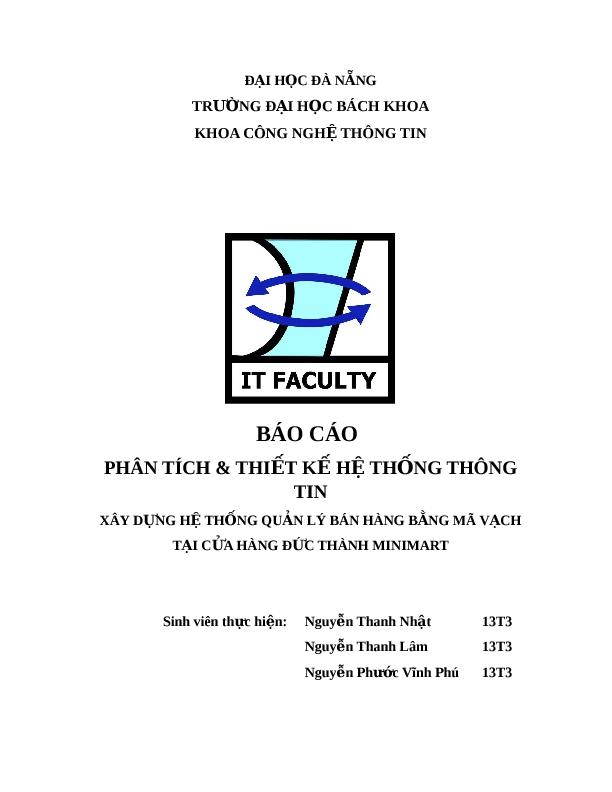 ĐẠI HỌC ĐÀ NẴNG
TRƯỜNG ĐẠI HỌC BÁCH KHOA
KHOA CÔNG NGHỆ THÔNG TIN
IT FACULTY
BÁO CÁO
PHÂN TÍCH & THIẾT KẾ HỆ THỐNG THÔNG
TIN
XÂY DỰNG HỆ THỐNG QUẢN LÝ BÁN HÀNG BẰNG MÃ VẠCH
TẠI CỬA HÀNG ĐỨC THÀNH MINIMART
Sinh viên thực hiện: Nguyễn Thanh Nhật 13T3
Nguyễn Thanh Lâm 13T3
Nguyễn Phước Vĩnh Phú 13T3